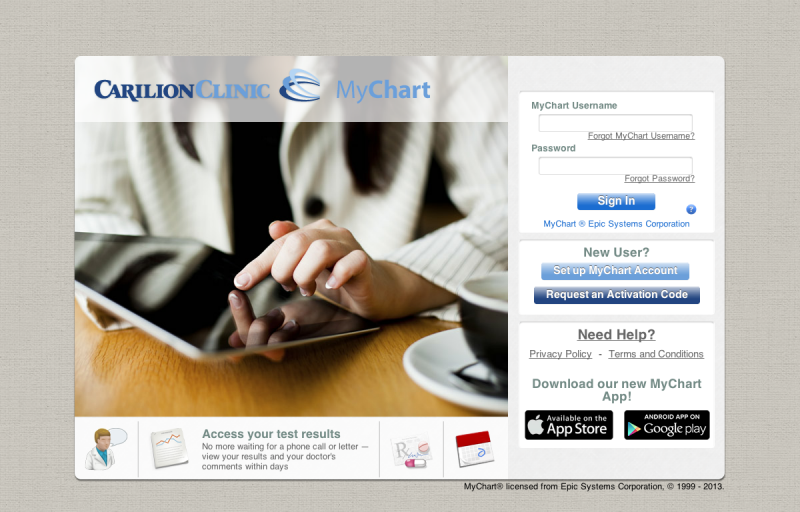 CARILION CLINIC MyChart
MyChart Username
Forgot MyChart Username?
Password
Forgot Password?
Sign In
?
MyChart ® Epic Systems Corporation
New User?
Set up MyChart Account
Request an Activation Code
Need Help?
Privacy Policy - Terms and Conditions
Download our new MyChart
App!
Available on the
App Store
ANDROID APP ON
Google play
Access your test results
No more waiting for a phone call or letter —
view your results and your doctor's
comments within days
MyChart® licensed from Epic Systems Corporation, © 1999 - 2013.